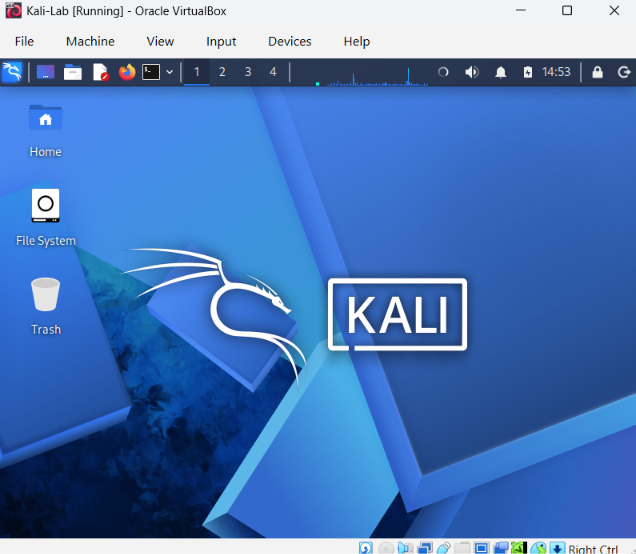 Kali-Lab [Running] - Oracle VirtualBox
File Machine View Input Devices Help
1 2 3 4 14:53
Home
File System
Trash
KALI
Right Ctrl